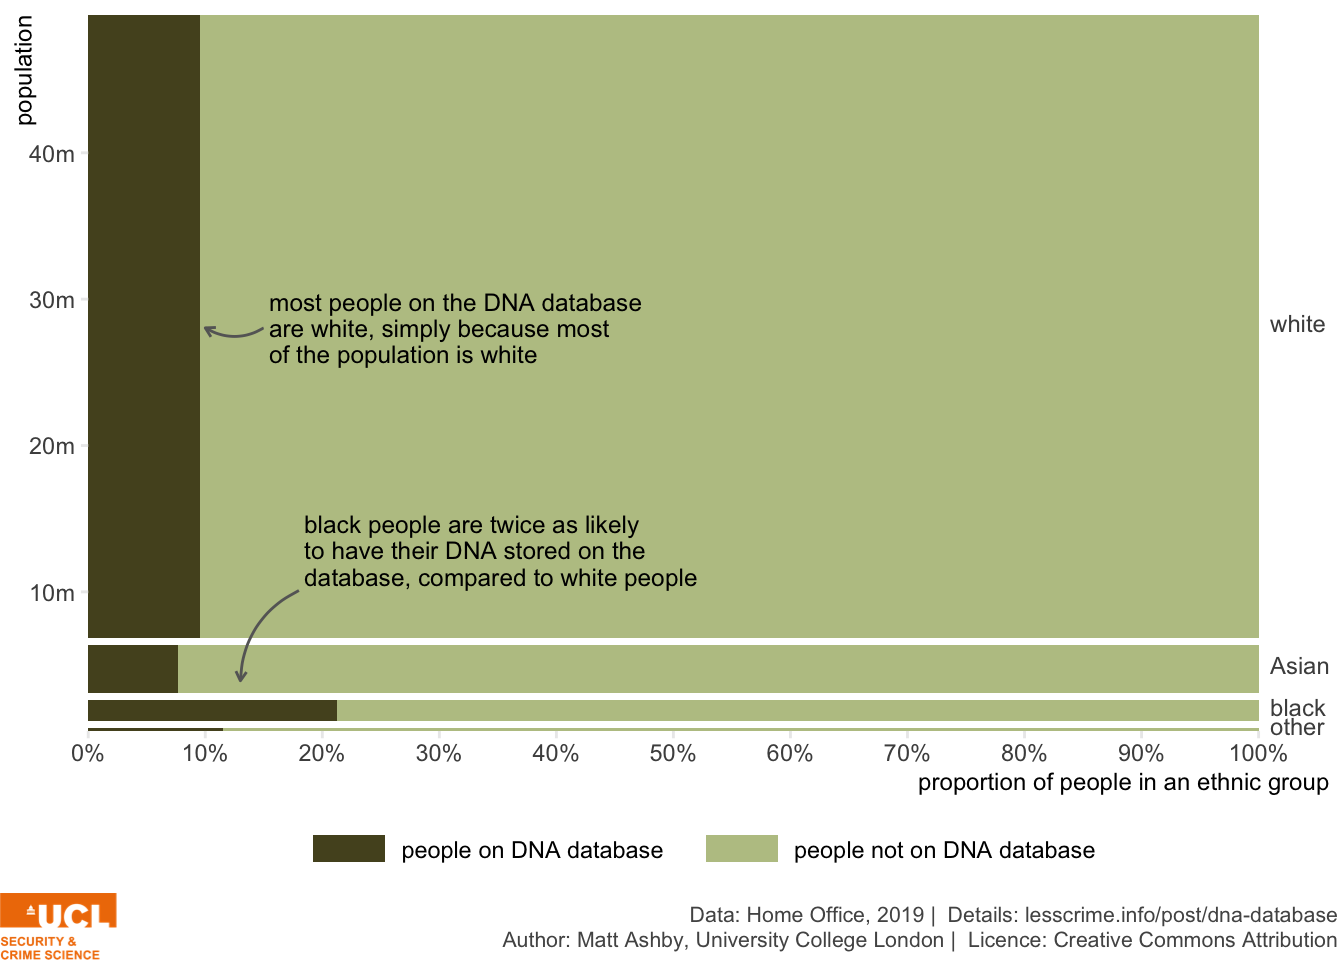 population
40m
30m
20m
10m
most people on the DNA database
are white, simply because most
of the population is white
black people are twice as likely
to have their DNA stored on the
database, compared to white people
white
Asian
black
other
0% 10% 20% 30% 40% 50% 60% 70% 80% 90% 100%
proportion of people in an ethnic group
people on DNA database people not on DNA database
UCL
SECURITY &
CRIME SCIENCE
Data: Home Office, 2019 | Details: lesscrime.info/post/dna-database
Author: Matt Ashby, University College London | Licence: Creative Commons Attribution